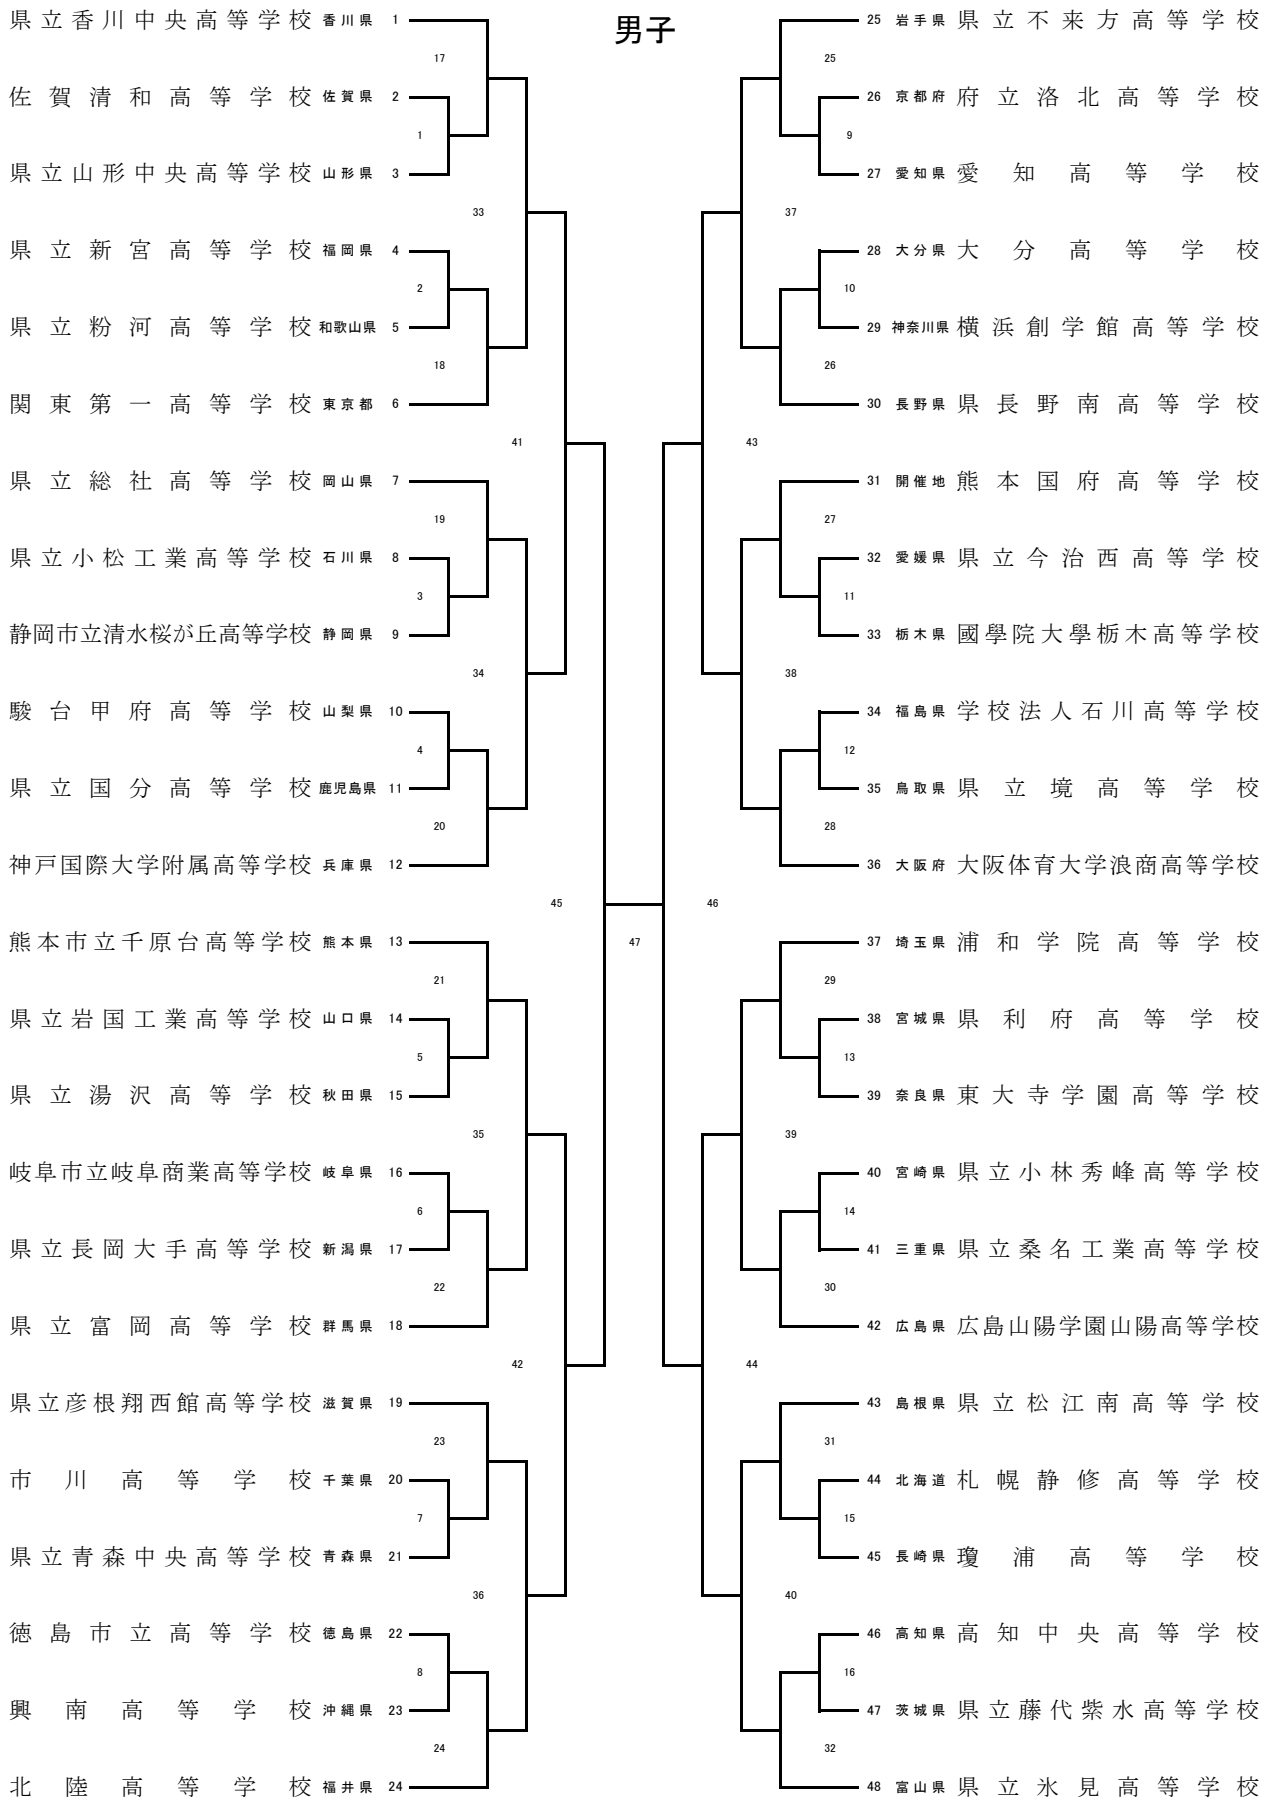 男子
県立香川中央高等学校 香川県 1
17
佐賀清和高等学校 佐賀県 2
1
県立山形中央高等学校 山形県 3
33
県立新宮高等学校 福岡県 4
2
県立粉河高等学校 和歌山県 5
18
関東第一高等学校 東京都 6
41
県立総社高等学校 岡山県 7
19
県立小松工業高等学校 石川県 8
3
静岡市立清水桜が丘高等学校 静岡県 9
34
駿台甲府高等学校 山梨県 10
4
県立国分高等学校 鹿児島県 11
20
神戸国際大学附属高等学校 兵庫県 12
45
熊本市立千原台高等学校 熊本県 13
21
県立岩国工業高等学校 山口県 14
5
県立湯沢高等学校 秋田県 15
35
岐阜市立岐阜商業高等学校 岐阜県 16
6
県立長岡大手高等学校 新潟県 17
22
県立富岡高等学校 群馬県 18
42
県立彦根翔西館高等学校 滋賀県 19
23
市川高等学校 千葉県 20
7
県立青森中央高等学校 青森県 21
36
徳島市立高等学校 徳島県 22
8
興南高等学校 沖縄県 23
24
北陸高等学校 福井県 24
47
25 岩手県 県立不来方高等学校
25
26 京都府 府立洛北高等学校
9
27 愛知県 愛知高等学校
37
28 大分県 大分高等学校
10
29 神奈川県 横浜創学館高等学校
26
30 長野県 県長野南高等学校
43
31 開催地 熊本国府高等学校
27
32 愛媛県 県立今治西高等学校
11
33 栃木県 國學院大學栃木高等学校
38
34 福島県 学校法人石川高等学校
12
35 鳥取県 県立境高等学校
28
36 大阪府 大阪体育大学浪商高等学校
46
37 埼玉県 浦和学院高等学校
29
38 宮城県 県利府高等学校
13
39 奈良県 東大寺学園高等学校
39
40 宮崎県 県立小林秀峰高等学校
14
41 三重県 県立桑名工業高等学校
30
42 広島県 広島山陽学園山陽高等学校
44
43 島根県 県立松江南高等学校
31
44 北海道 札幌静修高等学校
15
45 長崎県 瓊浦高等学校
40
46 高知県 高知中央高等学校
16
47 茨城県 県立藤代紫水高等学校
32
48 富山県 県立氷見高等学校